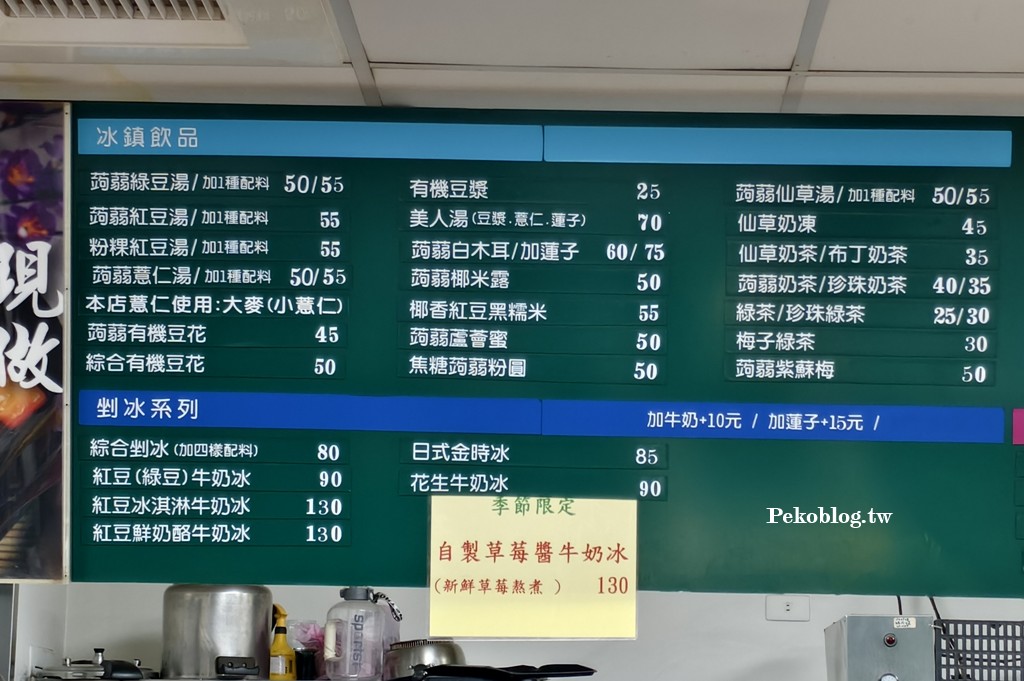 冰鎮飲品
蒟蒻綠豆湯/加1種配料 50/55
蒟蒻紅豆湯/加1種配料 55
粉粿紅豆湯/加1種配料 55
蒟蒻薏仁湯/加1種配料 50/55
本店薏仁使用:大麥(小薏仁)
蒟蒻有機豆花 45
綜合有機豆花 50
有機豆漿 25
美人湯(豆漿.薏仁.蓮子) 70
蒟蒻白木耳/加蓮子 60/75
蒟蒻椰米露 50
椰香紅豆黑糯米 55
蒟蒻蘆薈蜜 50
焦糖蒟蒻粉圓 50
蒟蒻仙草湯/加1種配料 50/55
仙草奶凍 45
仙草奶茶/布丁奶茶 35
蒟蒻奶茶/珍珠奶茶 40/35
綠茶/珍珠綠茶 25/30
梅子綠茶 30
蒟蒻紫蘇梅 50
剉冰系列
加牛奶+10元 / 加蓮子+15元 /
綜合剉冰(加四樣配料) 80
紅豆(綠豆)牛奶冰 90
紅豆冰淇淋牛奶冰 130
紅豆鮮奶酪牛奶冰 130
日式金時冰 85
花生牛奶冰 90
季節限定
自製草莓醬牛奶冰
(新鮮草莓熬煮) 130
現做
Pekoblog.tw